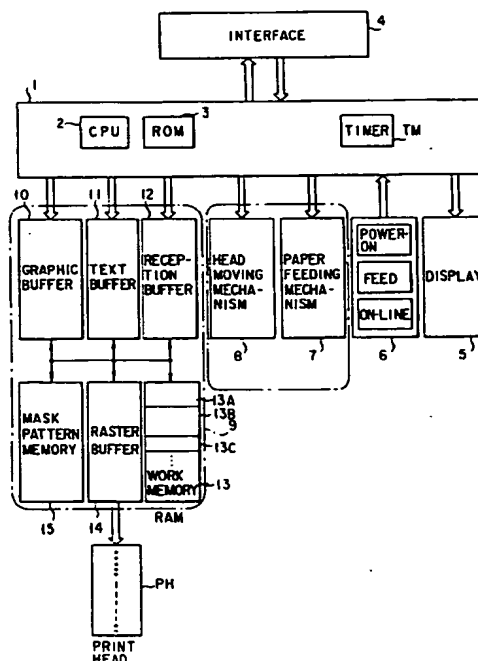 4
INTERFACE
1
2 CPU
3 ROM
TIMER TM
10
11
12
GRAPHIC BUFFER
TEXT BUFFER
RECEP-
TION
BUFFER
HEAD
MOVING
MECHA-
NISM
PAPER
FEEDING
MECHA-
NISM
POWER-
ON
FEED
ON-LINE
DISPLAY
8
7
6
5
MASK
PATTERN
MEMORY
RASTER
BUFFER
13A
13B
9
13C
WORK
MEMORY
13
15
14
RAM
PH
PRINT
HEAD